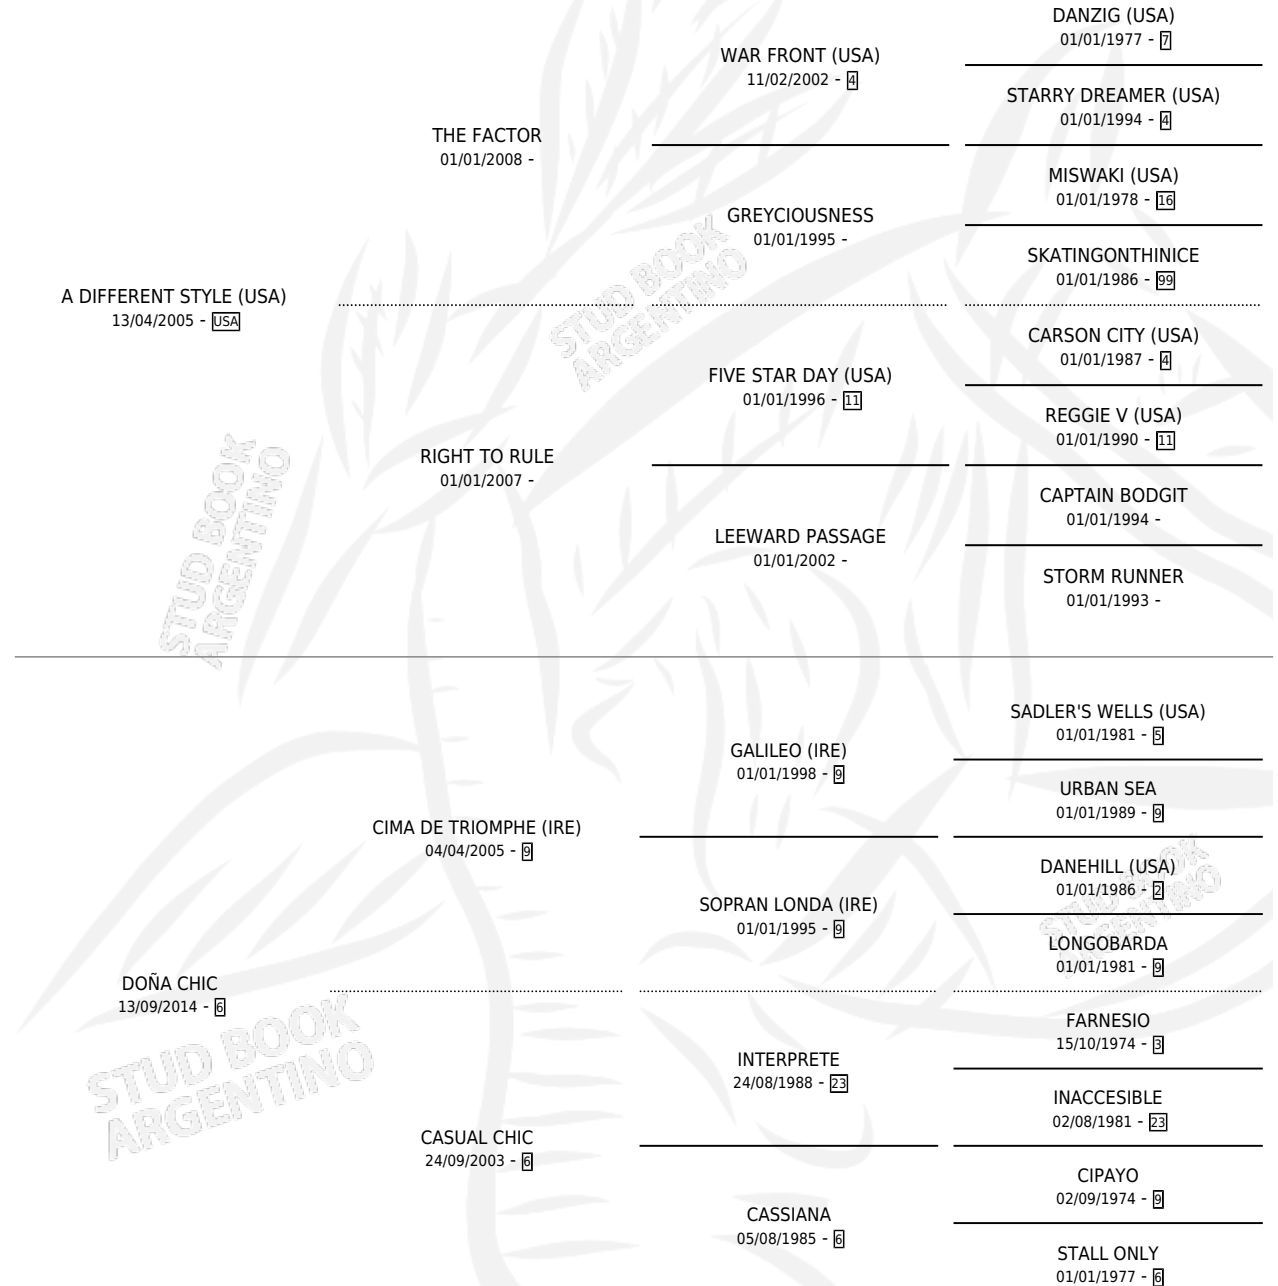 DANZIG (USA)
01/01/1977 - 7
WAR FRONT (USA)
11/02/2002 - 4
STARRY DREAMER (USA)
01/01/1994 - 4
THE FACTOR
01/01/2008 -
MISWAKI (USA)
01/01/1978 - 16
GREYCIOUSNESS
01/01/1995 -
SKATINGONTHINICE
01/01/1986 - 99
A DIFFERENT STYLE (USA)
13/04/2005 - USA
STUD BOOK
ARGENTINO
CARSON CITY (USA)
01/01/1987 - 4
FIVE STAR DAY (USA)
01/01/1996 - 11
REGGIE V (USA)
01/01/1990 - 11
RIGHT TO RULE
01/01/2007 -
CAPTAIN BODGIT
01/01/1994 -
LEEWARD PASSAGE
01/01/2002 -
STORM RUNNER
01/01/1993 -
STUD BOOK
ARGENTINO
SADLER'S WELLS (USA)
01/01/1981 - 5
GALILEO (IRE)
01/01/1998 - 9
URBAN SEA
01/01/1989 - 9
CIMA DE TRIOMPHE (IRE)
04/04/2005 - 9
DANEHILL (USA)
01/01/1986 - 2
SOPRAN LONDA (IRE)
01/01/1995 - 9
LONGOBARDA
01/01/1981 - 9
STUD BOOK
ARGENTINO
DOÑA CHIC
13/09/2014 - 6
FARNESIO
15/10/1974 - 3
INTERPRETE
24/08/1988 - 23
INACCESIBLE
02/08/1981 - 23
STUD BOOK
ARGENTINO
CASUAL CHIC
24/09/2003 - 6
CIPAYO
02/09/1974 - 9
CASSIANA
05/08/1985 - 6
STALL ONLY
01/01/1977 - 6